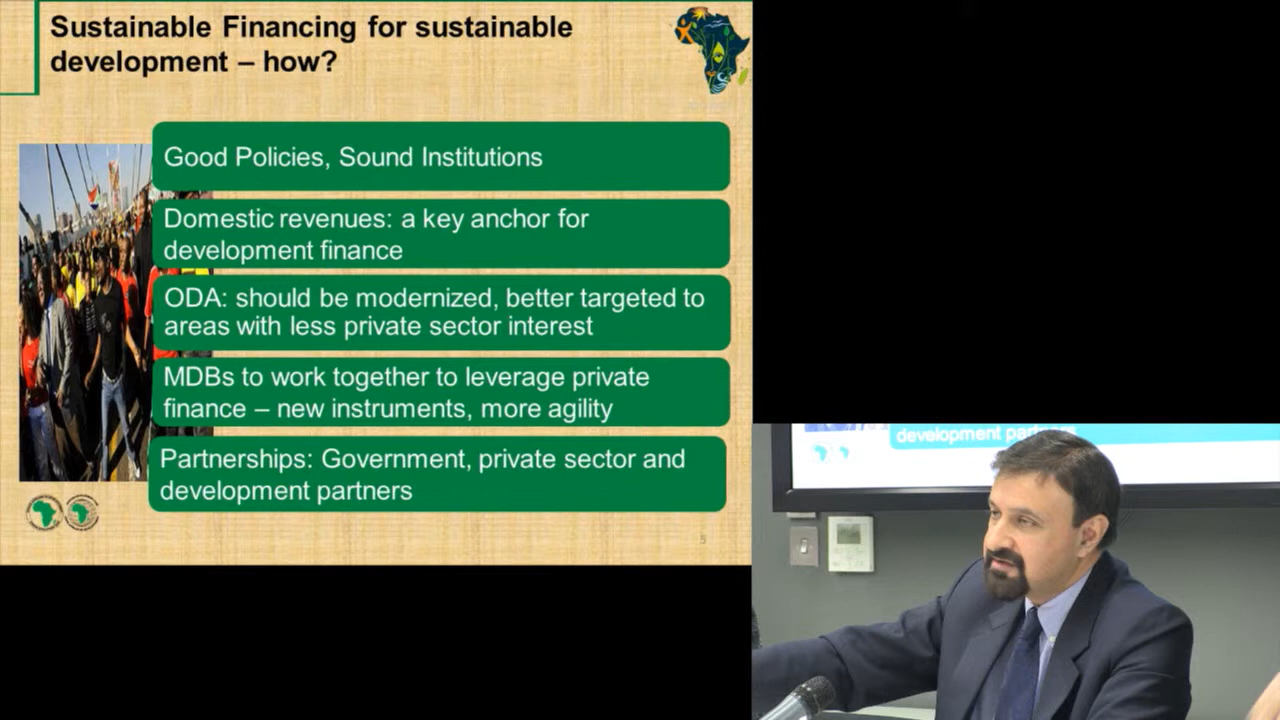 Sustainable Financing for sustainable
development – how?
Good Policies, Sound Institutions
Domestic revenues: a key anchor for
development finance
ODA: should be modernized, better targeted to
areas with less private sector interest
MDBs to work together to leverage private
finance – new instruments, more agility
Partnerships: Government, private sector and
development partners
5
development partners